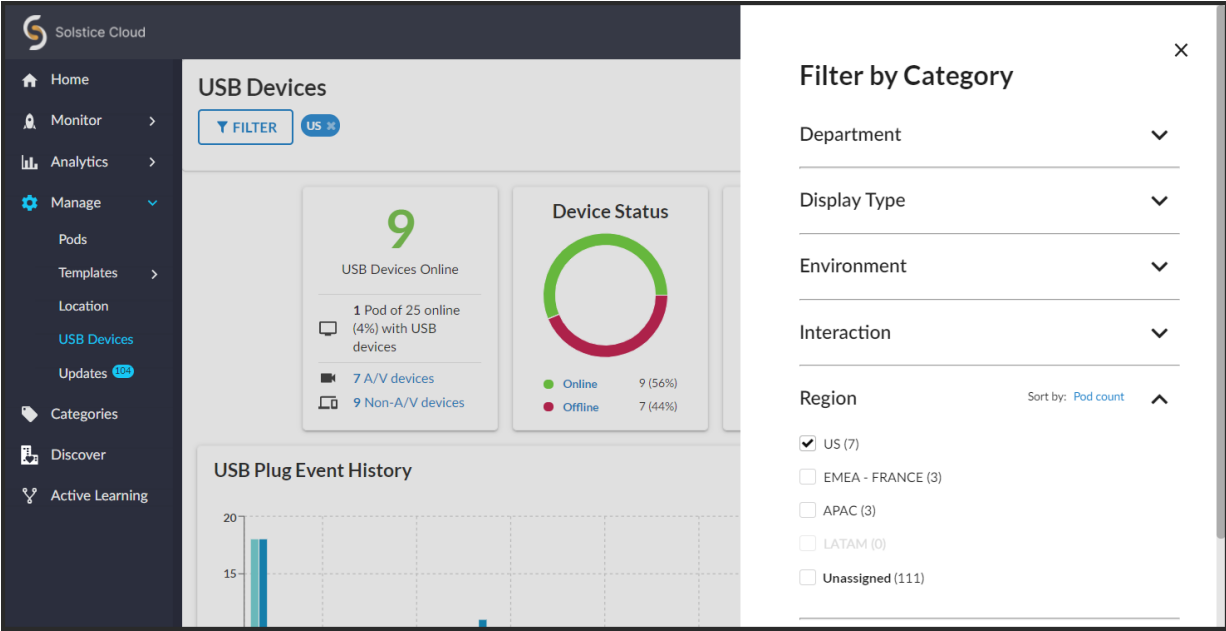 Solstice Cloud
Home
Monitor
Analytics
Manage
Pods
Templates
Location
USB Devices
Updates 104
Categories
Discover
Active Learning
USB Devices
FILTER
US
9
USB Devices Online
1 Pod of 25 online
(4%) with USB
devices
7 A/V devices
9 Non-A/V devices
Device Status
Online 9 (56%)
Offline 7 (44%)
USB Plug Event History
20
15
Filter by Category
Department
Display Type
Environment
Interaction
Region Sort by: Pod count
US (7)
EMEA - FRANCE (3)
APAC (3)
LATAM (0)
Unassigned (111)